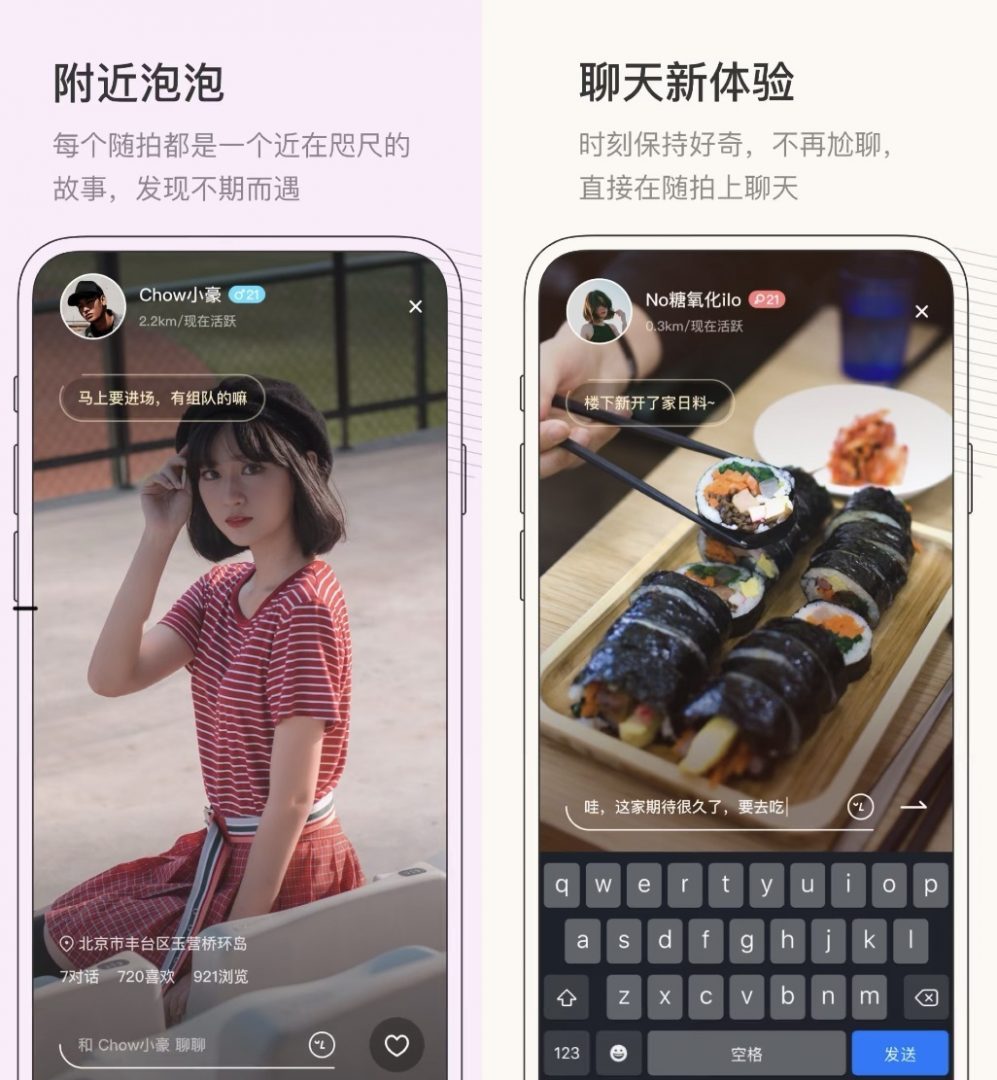 附近泡泡
每个随拍都是一个近在咫尺的
故事，发现不期而遇
Chow小豪 ♂21
2.2km/现在活跃
马上要进场，有组队的嘛
北京市丰台区玉营桥环岛
7对话 720喜欢 921浏览
和 Chow小豪 聊聊
聊天新体验
时刻保持好奇，不再尬聊，
直接在随拍上聊天
No糖氧化ilo 21
0.3km/现在活跃
楼下新开了家日料~
哇，这家期待很久了，要去吃
q w e r t y u i o p
a s d f g h j k l
z x c v b n m
123 空格 发送